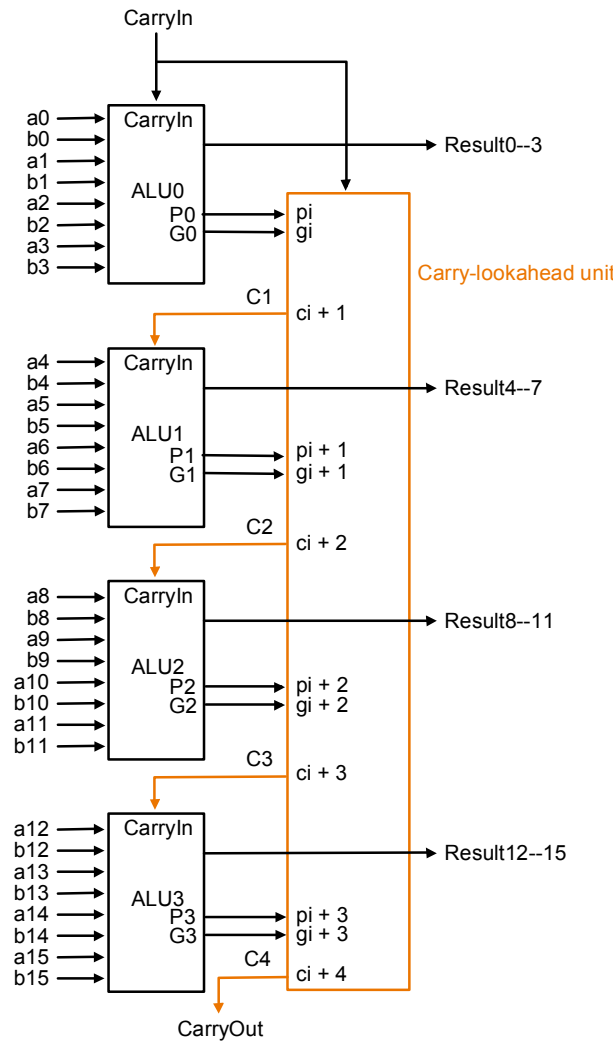 CarryIn
a0
b0
a1
b1
a2
b2
a3
b3
CarryIn
ALU0
P0
G0
Result0--3
pi
gi
Carry-lookahead unit
C1
ci + 1
a4
b4
a5
b5
a6
b6
a7
b7
CarryIn
ALU1
P1
G1
Result4--7
pi + 1
gi + 1
C2
ci + 2
a8
b8
a9
b9
a10
b10
a11
b11
CarryIn
ALU2
P2
G2
Result8--11
pi + 2
gi + 2
C3
ci + 3
a12
b12
a13
b13
a14
b14
a15
b15
CarryIn
ALU3
P3
G3
Result12--15
pi + 3
gi + 3
C4
ci + 4
CarryOut